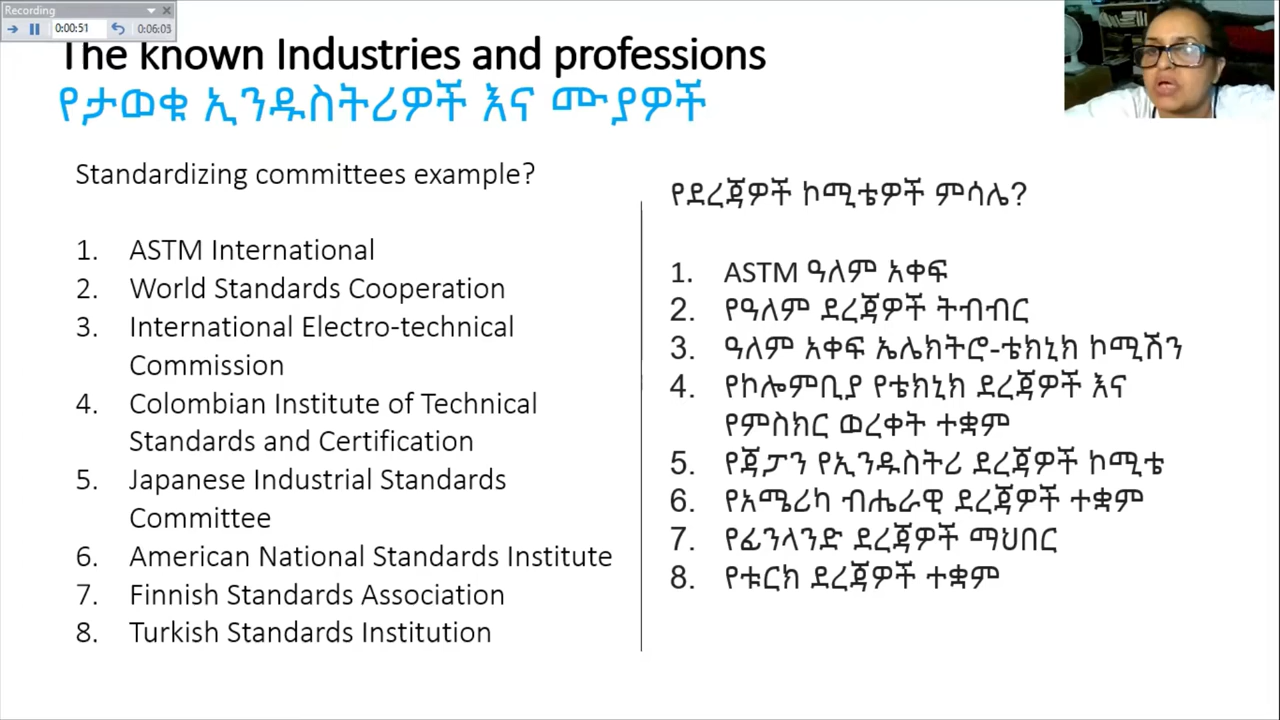 Recording
0:00:51
0:06:03
The known Industries and professions
የታወቁ ኢንዱስትሪዎች እና ሙያዎች
Standardizing committees example?
1. ASTM International
2. World Standards Cooperation
3. International Electro-technical
Commission
4. Colombian Institute of Technical
Standards and Certification
5. Japanese Industrial Standards
Committee
6. American National Standards Institute
7. Finnish Standards Association
8. Turkish Standards Institution
የደረጃዎች ኮሚቴዎች ምሳሌ?
1. ASTM ዓለም አቀፍ
2. የዓለም ደረጃዎች ትብብር
3. ዓለም አቀፍ ኤሌክትሮ-ቴክኒክ ኮሚሽን
4. የኮሎምቢያ የቴክኒክ ደረጃዎች እና
የምስክር ወረቀት ተቋም
5. የጃፓን የኢንዱስትሪ ደረጃዎች ኮሚቴ
6. የአሜሪካ ብሔራዊ ደረጃዎች ተቋም
7. የፊንላንድ ደረጃዎች ማህበር
8. የቱርክ ደረጃዎች ተቋም